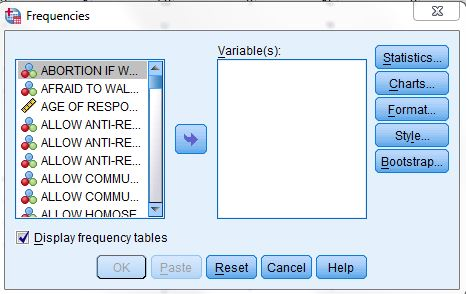 Frequencies
Variable(s):
ABORTION IF W...
AFRAID TO WAL...
AGE OF RESPO...
ALLOW ANTI-RE...
ALLOW ANTI-RE...
ALLOW ANTI-RE...
ALLOW COMMU...
ALLOW COMMU...
ALLOW HOMOSE...
Statistics...
Charts...
Format...
Style...
Bootstrap...
Display frequency tables
OK Paste Reset Cancel Help